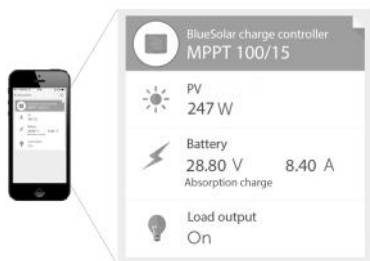 BlueSolar charge controller
MPPT 100/15
PV
247 W
Battery
28.80 V 8.40 A
Absorption charge
Load output
On